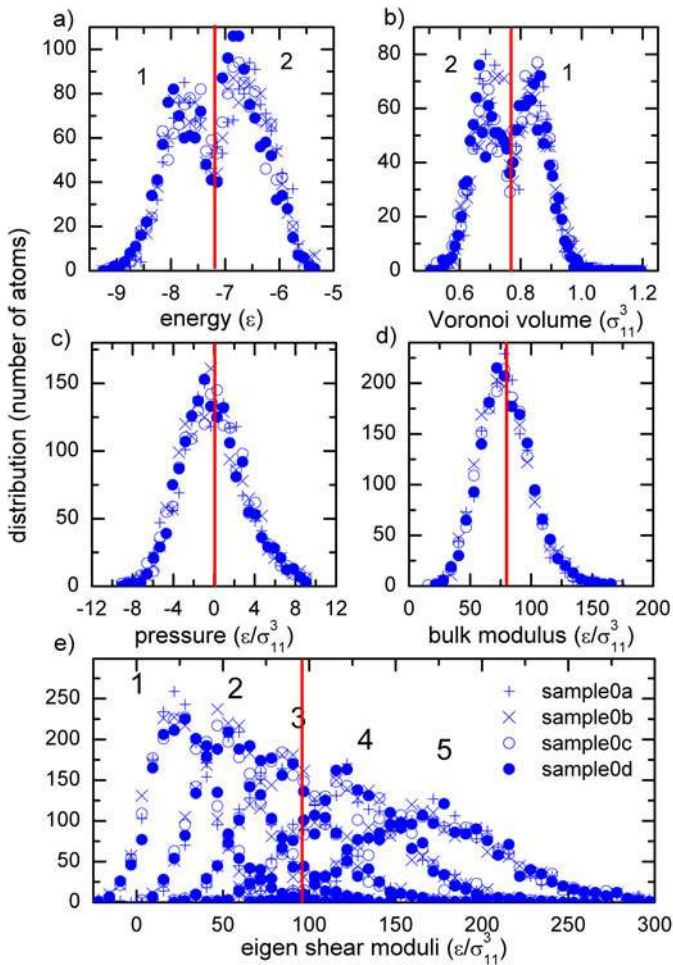 a)
b)
1
2
2
1
100
80
60
40
20
0
80
60
40
20
0
-9 -8 -7 -6 -5
0.6 0.8 1.0 1.2
energy (ε)
Voronoi volume (σ³₁₁)
distribution (number of atoms)
c)
d)
150
100
50
0
200
150
100
50
0
-12 -8 -4 0 4 8 12
0 50 100 150 200
pressure (ε/σ³₁₁)
bulk modulus (ε/σ³₁₁)
e)
1
2
3
4
5
250
200
150
100
50
0
+ sample0a
× sample0b
○ sample0c
● sample0d
0 50 100 150 200 250 300
eigen shear moduli (ε/σ³₁₁)